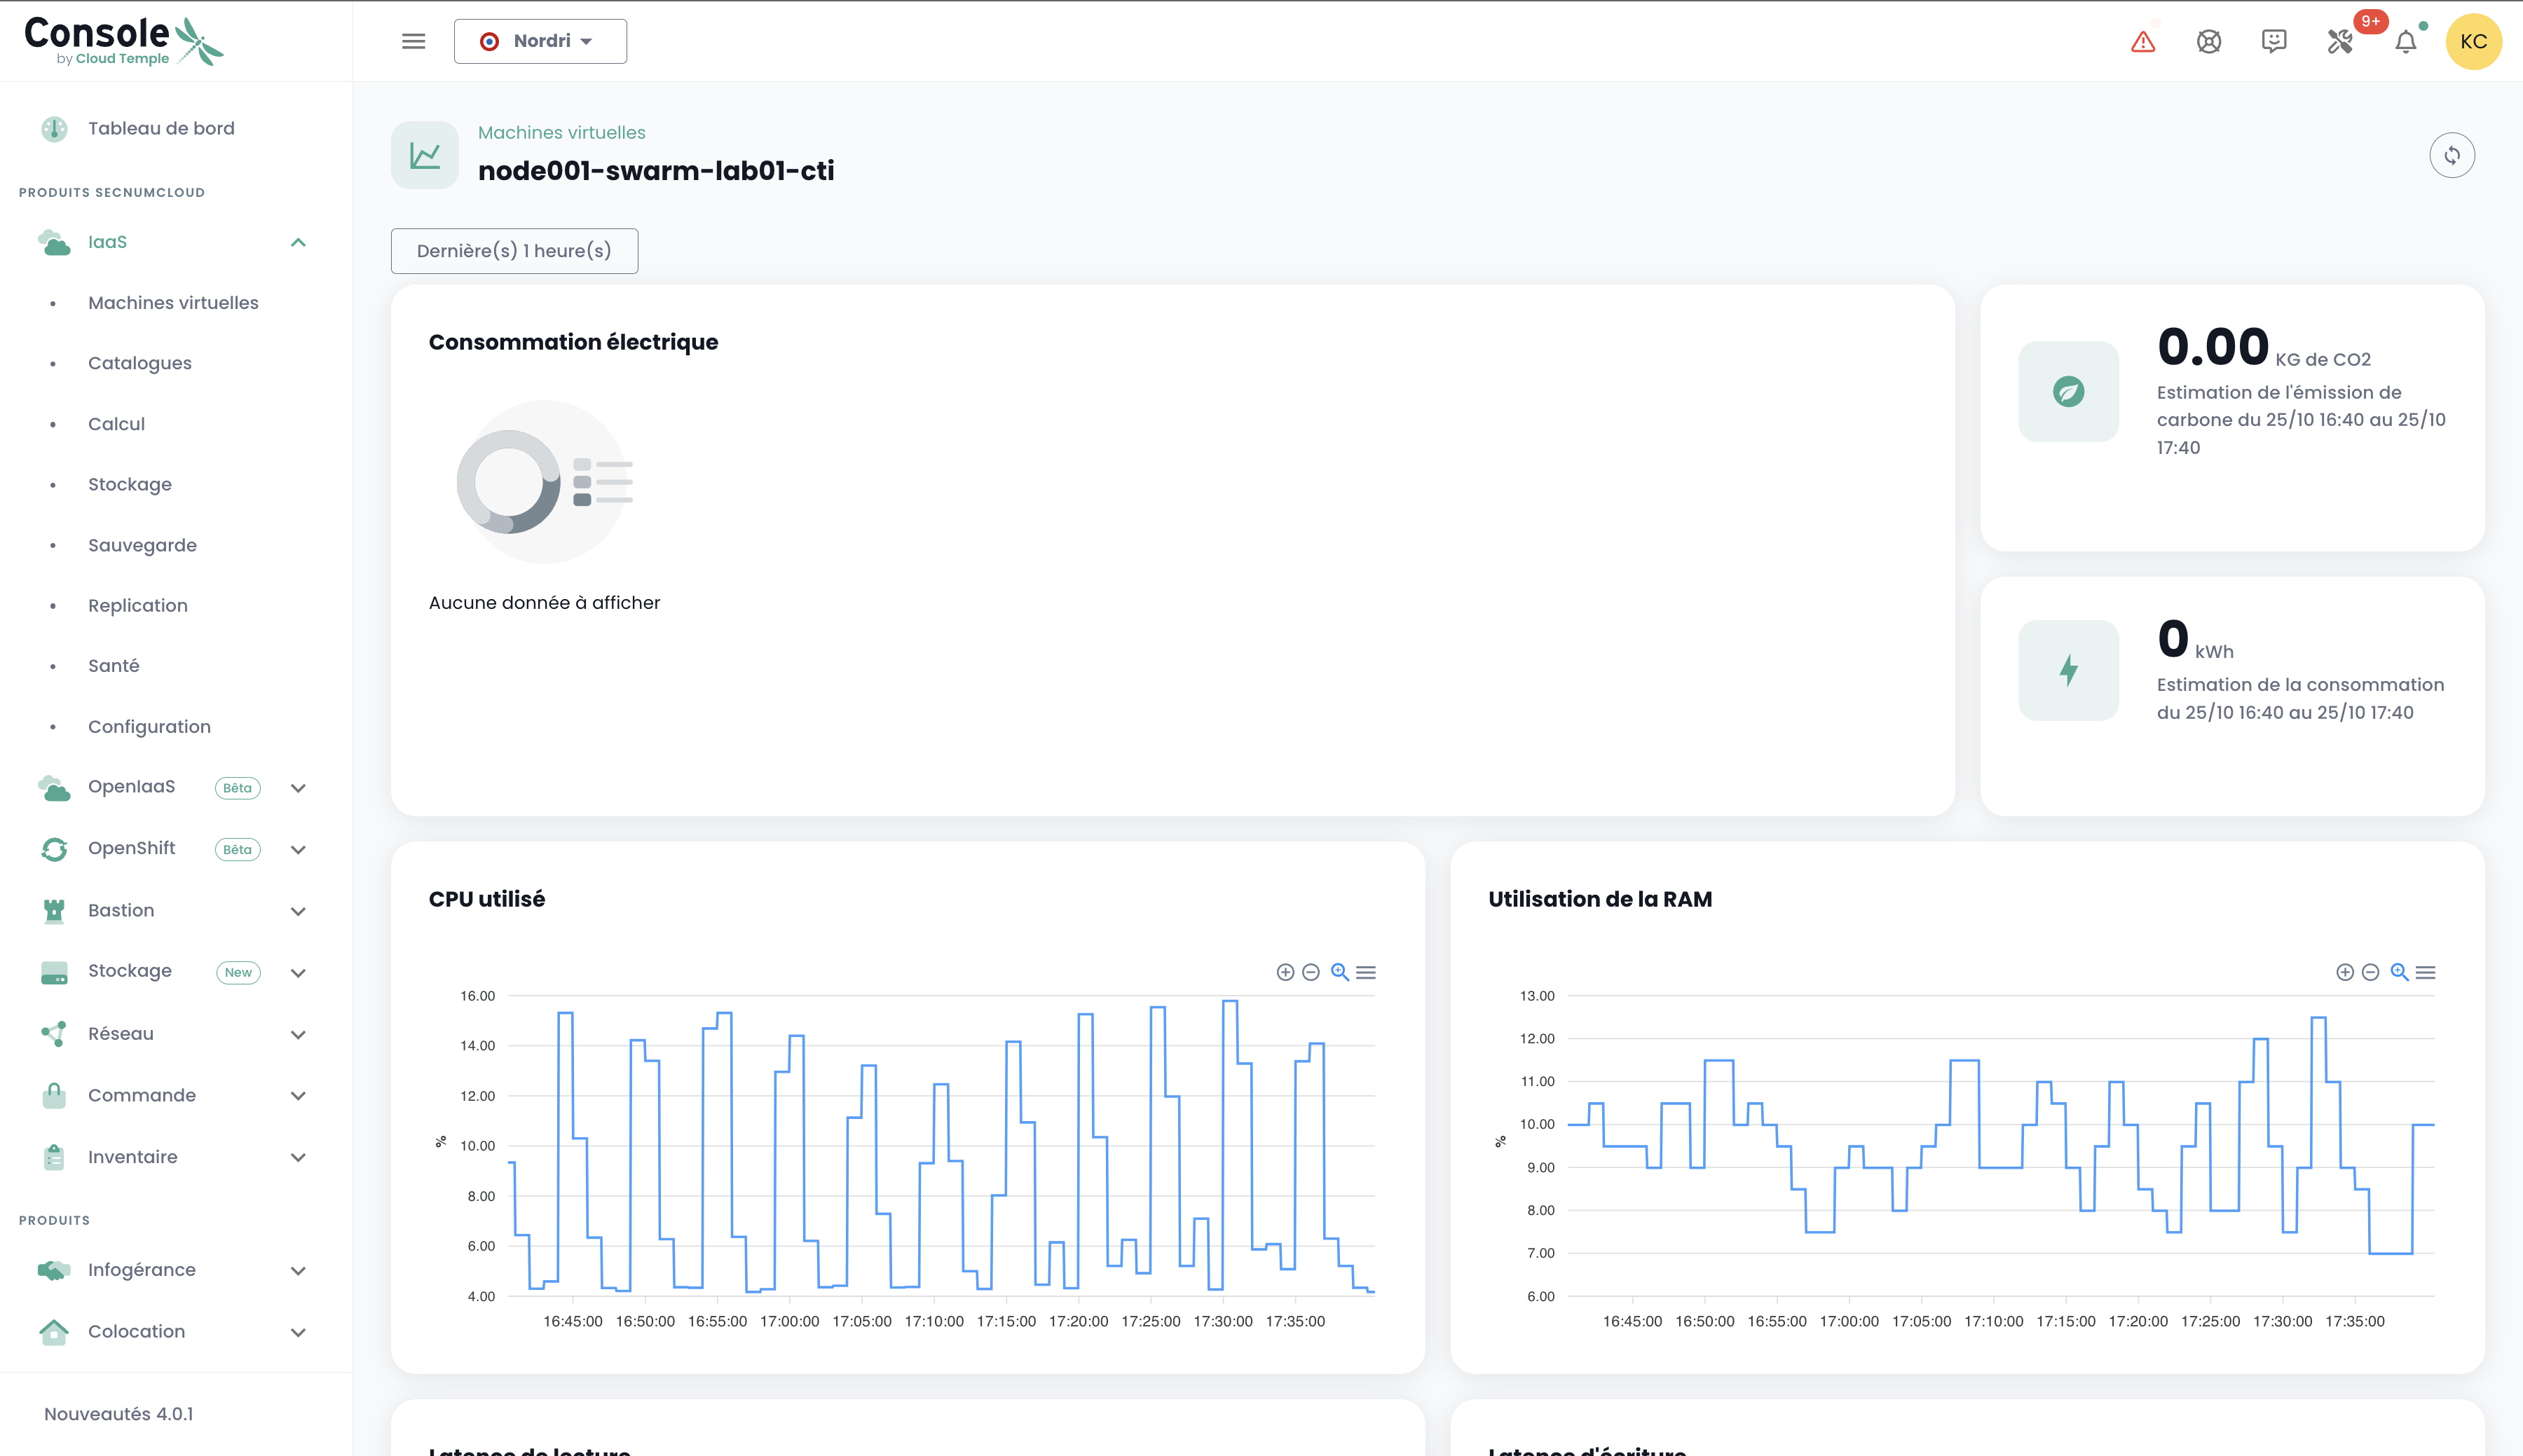 Console
by Cloud Temple
Nordri
9+
KC
Tableau de bord
PRODUITS SECNUMCLOUD
IaaS
Machines virtuelles
Catalogues
Calcul
Stockage
Sauvegarde
Replication
Santé
Configuration
OpenIaaS Bêta
OpenShift Bêta
Bastion
Stockage New
Réseau
Commande
Inventaire
PRODUITS
Infogérance
Colocation
Nouveautés 4.0.1
Machines virtuelles
node001-swarm-lab01-cti
Dernière(s) 1 heure(s)
Consommation électrique
Aucune donnée à afficher
0.00 KG de CO2
Estimation de l'émission de
carbone du 25/10 16:40 au 25/10
17:40
0 kWh
Estimation de la consommation
du 25/10 16:40 au 25/10 17:40
CPU utilisé
16.00
14.00
12.00
10.00
8.00
6.00
4.00
%
16:45:00 16:50:00 16:55:00 17:00:00 17:05:00 17:10:00 17:15:00 17:20:00 17:25:00 17:30:00 17:35:00
Utilisation de la RAM
13.00
12.00
11.00
10.00
9.00
8.00
7.00
6.00
%
16:45:00 16:50:00 16:55:00 17:00:00 17:05:00 17:10:00 17:15:00 17:20:00 17:25:00 17:30:00 17:35:00
Latence de lecture
Latence d'écriture